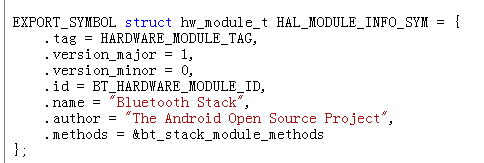 EXPORT_SYMBOL struct hw_module_t HAL_MODULE_INFO_SYM = {
    .tag = HARDWARE_MODULE_TAG,
    .version_major = 1,
    .version_minor = 0,
    .id = BT_HARDWARE_MODULE_ID,
    .name = "Bluetooth Stack",
    .author = "The Android Open Source Project",
    .methods = &bt_stack_module_methods
};